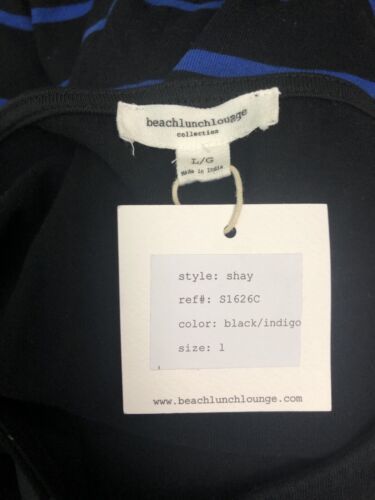 beachlunchlounge
collection
L/G
Made in India
style: shay
ref#: S1626C
color: black/indigo
size: l
www.beachlunchlounge.com